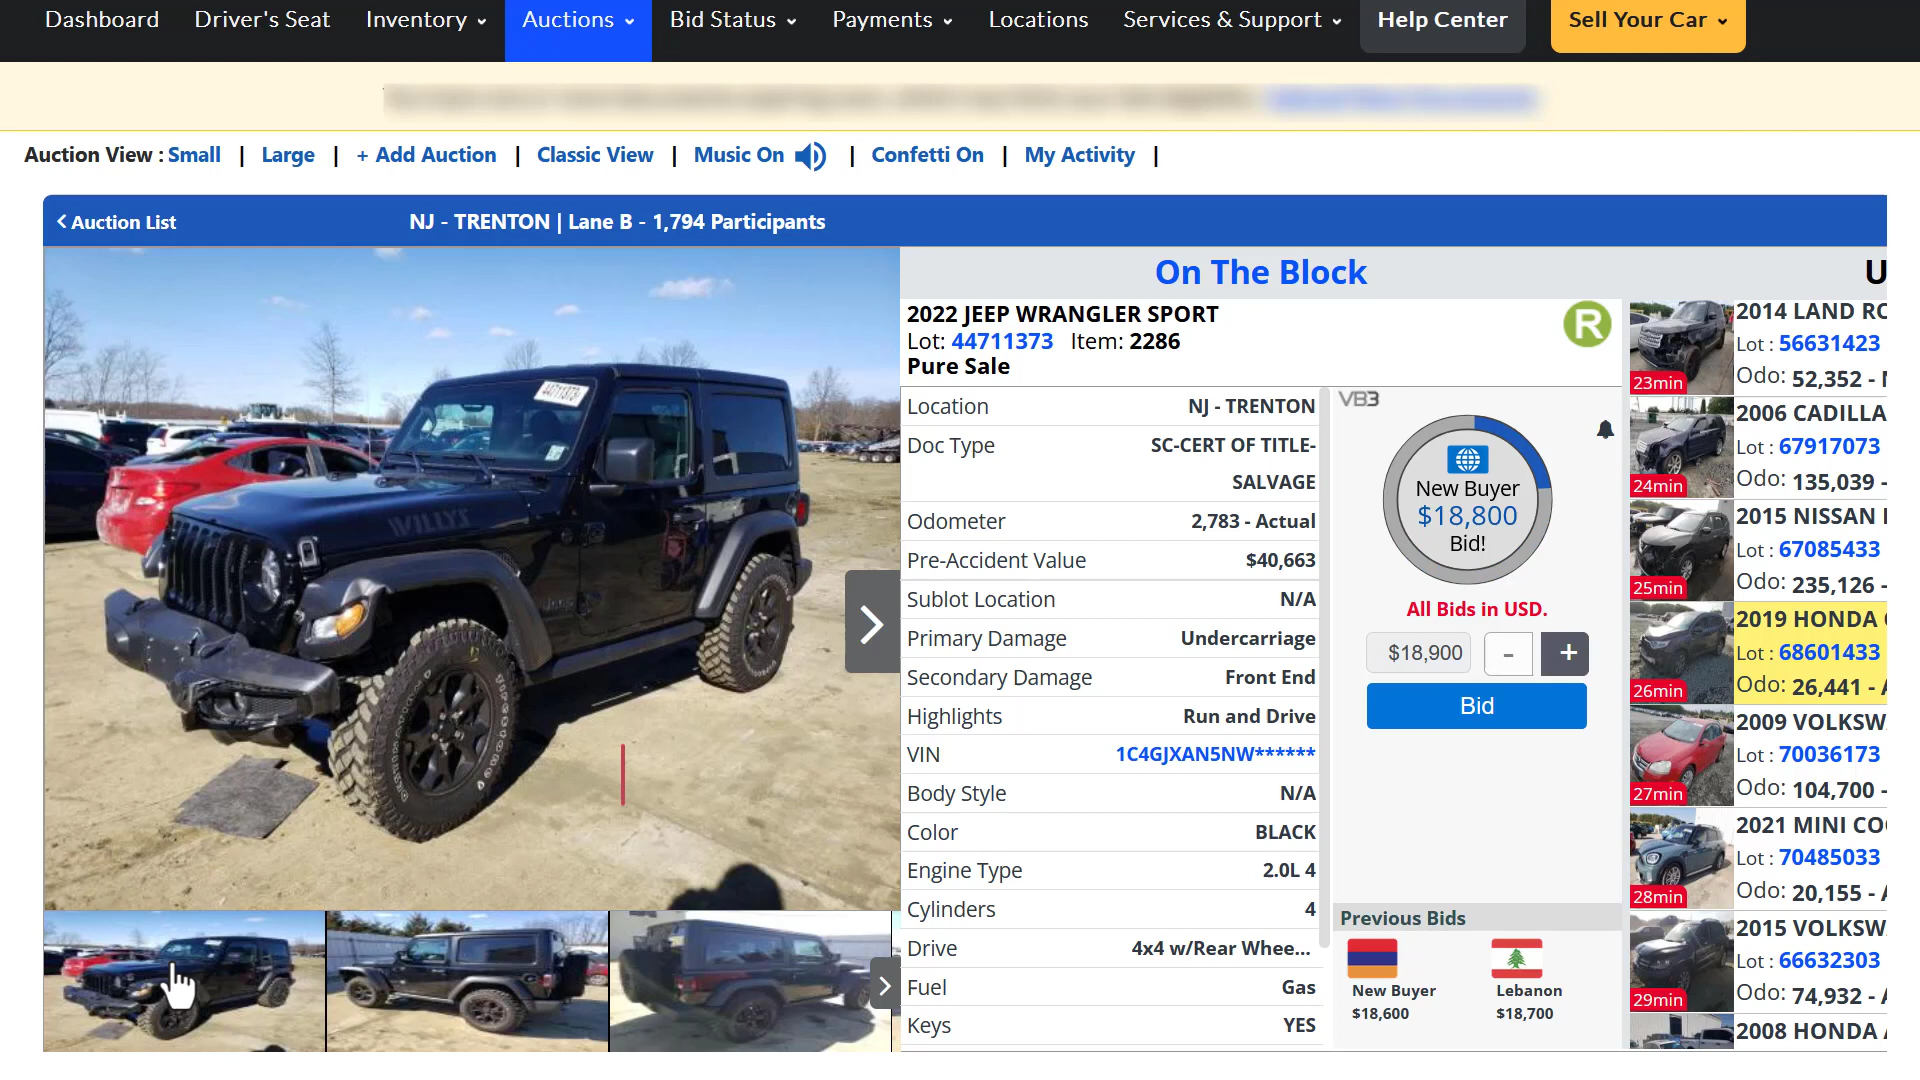 Dashboard Driver's Seat Inventory Auctions Bid Status Payments Locations Services & Support Help Center Sell Your Car
Auction View : Small | Large | + Add Auction | Classic View | Music On | Confetti On | My Activity |
Auction List
NJ - TRENTON | Lane B - 1,794 Participants
44711373
WILLYS
On The Block
2022 JEEP WRANGLER SPORT
Lot: 44711373 Item: 2286
Pure Sale
R
Location NJ - TRENTON
Doc Type SC-CERT OF TITLE-
SALVAGE
Odometer 2,783 - Actual
Pre-Accident Value $40,663
Sublot Location N/A
Primary Damage Undercarriage
Secondary Damage Front End
Highlights Run and Drive
VIN 1C4GJXAN5NW******
Body Style N/A
Color BLACK
Engine Type 2.0L 4
Cylinders 4
Drive 4x4 w/Rear Whee...
Fuel Gas
Keys YES
VB3
New Buyer
$18,800
Bid!
All Bids in USD.
$18,900 - +
Bid
Previous Bids
New Buyer
$18,600
Lebanon
$18,700
U
2014 LAND RO
Lot : 56631423
Odo: 52,352 -
23min
2006 CADILLA
Lot : 67917073
Odo: 135,039 -
24min
2015 NISSAN
Lot : 67085433
Odo: 235,126 -
25min
2019 HONDA
Lot : 68601433
Odo: 26,441 - A
26min
2009 VOLKSW
Lot : 70036173
Odo: 104,700 -
27min
2021 MINI COO
Lot : 70485033
Odo: 20,155 - A
28min
2015 VOLKSW
Lot : 66632303
Odo: 74,932 - A
29min
2008 HONDA A